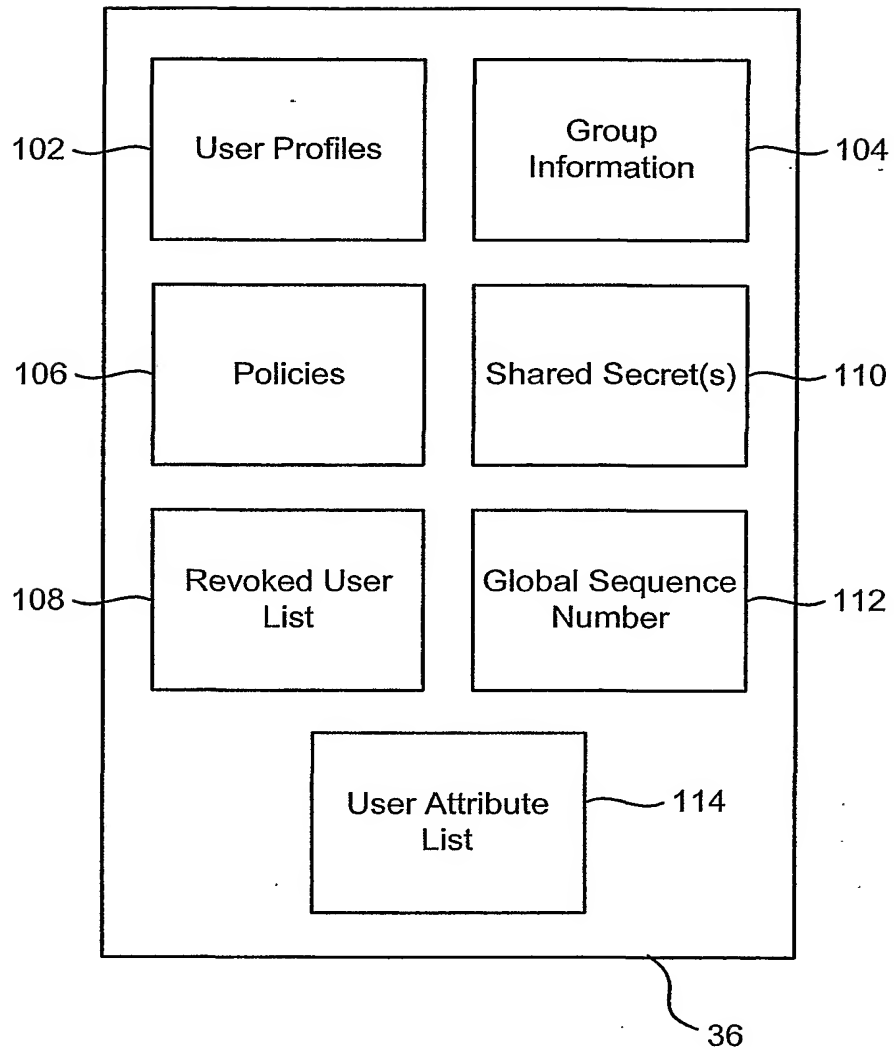 102
User Profiles
Group
Information
104
106
Policies
Shared Secret(s)
110
108
Revoked User
List
Global Sequence
Number
112
User Attribute
List
114
36